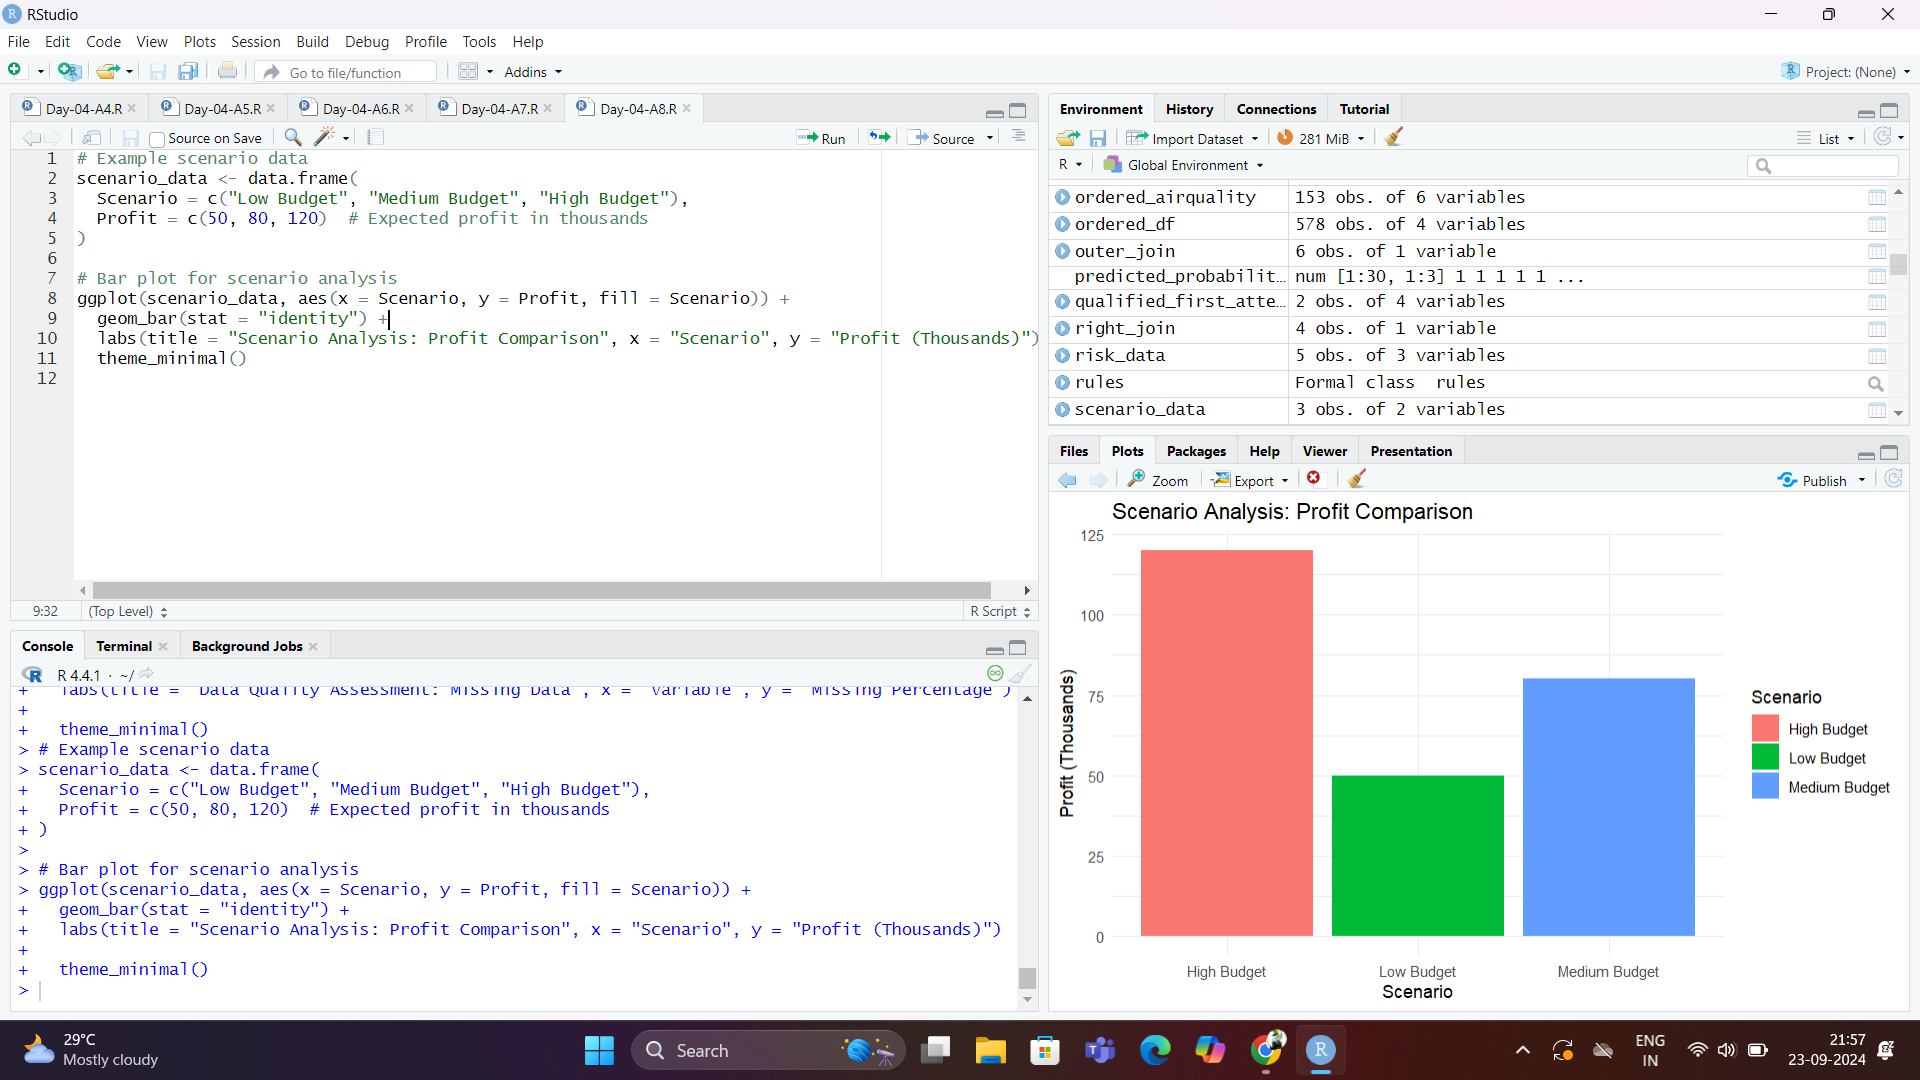 RStudio
File Edit Code View Plots Session Build Debug Profile Tools Help
Go to file/function Addins Project: (None)
Day-04-A4.R Day-04-A5.R Day-04-A6.R Day-04-A7.R Day-04-A8.R
Source on Save Run Source
1 # Example scenario data
2 scenario_data <- data.frame(
3 Scenario = c("Low Budget", "Medium Budget", "High Budget"),
4 Profit = c(50, 80, 120) # Expected profit in thousands
5 )
6
7 # Bar plot for scenario analysis
8 ggplot(scenario_data, aes(x = Scenario, y = Profit, fill = Scenario)) +
9 geom_bar(stat = "identity") +
10 labs(title = "Scenario Analysis: Profit Comparison", x = "Scenario", y = "Profit (Thousands)")
11 theme_minimal()
12
9:32 (Top Level) R Script
Console Terminal Background Jobs
R 4.4.1 · ~/
+ labs(title = "Data Quality Assessment: Missing Data", x = "Variable", y = "Missing Percentage")
+
+ theme_minimal()
> # Example scenario data
> scenario_data <- data.frame(
+ Scenario = c("Low Budget", "Medium Budget", "High Budget"),
+ Profit = c(50, 80, 120) # Expected profit in thousands
+ )
>
> # Bar plot for scenario analysis
> ggplot(scenario_data, aes(x = Scenario, y = Profit, fill = Scenario)) +
+ geom_bar(stat = "identity") +
+ labs(title = "Scenario Analysis: Profit Comparison", x = "Scenario", y = "Profit (Thousands)")
+
+ theme_minimal()
>
Environment History Connections Tutorial
Import Dataset 281 MiB List
R Global Environment
ordered_airquality 153 obs. of 6 variables
ordered_df 578 obs. of 4 variables
outer_join 6 obs. of 1 variable
predicted_probabilit... num [1:30, 1:3] 1 1 1 1 1 ...
qualified_first_atte... 2 obs. of 4 variables
right_join 4 obs. of 1 variable
risk_data 5 obs. of 3 variables
rules Formal class rules
scenario_data 3 obs. of 2 variables
Files Plots Packages Help Viewer Presentation
Zoom Export Publish
Scenario Analysis: Profit Comparison
125
100
75
50
25
0
Profit (Thousands)
High Budget Low Budget Medium Budget
Scenario
Scenario
High Budget
Low Budget
Medium Budget
29°C
Mostly cloudy
Search
ENG
IN
21:57
23-09-2024